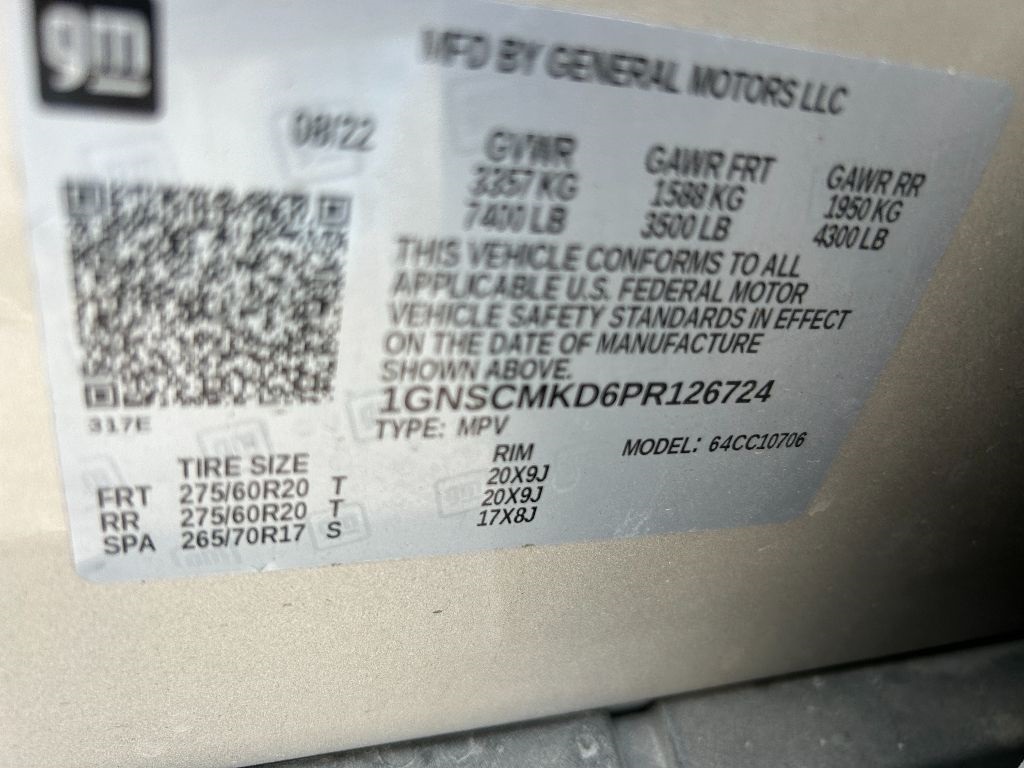 gm
MFD BY GENERAL MOTORS LLC
08/22
GVWR GAWR FRT GAWR RR
3357 KG 1588 KG 1950 KG
7400 LB 3500 LB 4300 LB
THIS VEHICLE CONFORMS TO ALL
APPLICABLE U.S. FEDERAL MOTOR
VEHICLE SAFETY STANDARDS IN EFFECT
ON THE DATE OF MANUFACTURE
SHOWN ABOVE.
1GNSCMKD6PR126724
317E
TYPE: MPV MODEL: 64CC10706
TIRE SIZE RIM
FRT 275/60R20 T 20X9J
RR 275/60R20 T 20X9J
SPA 265/70R17 S 17X8J